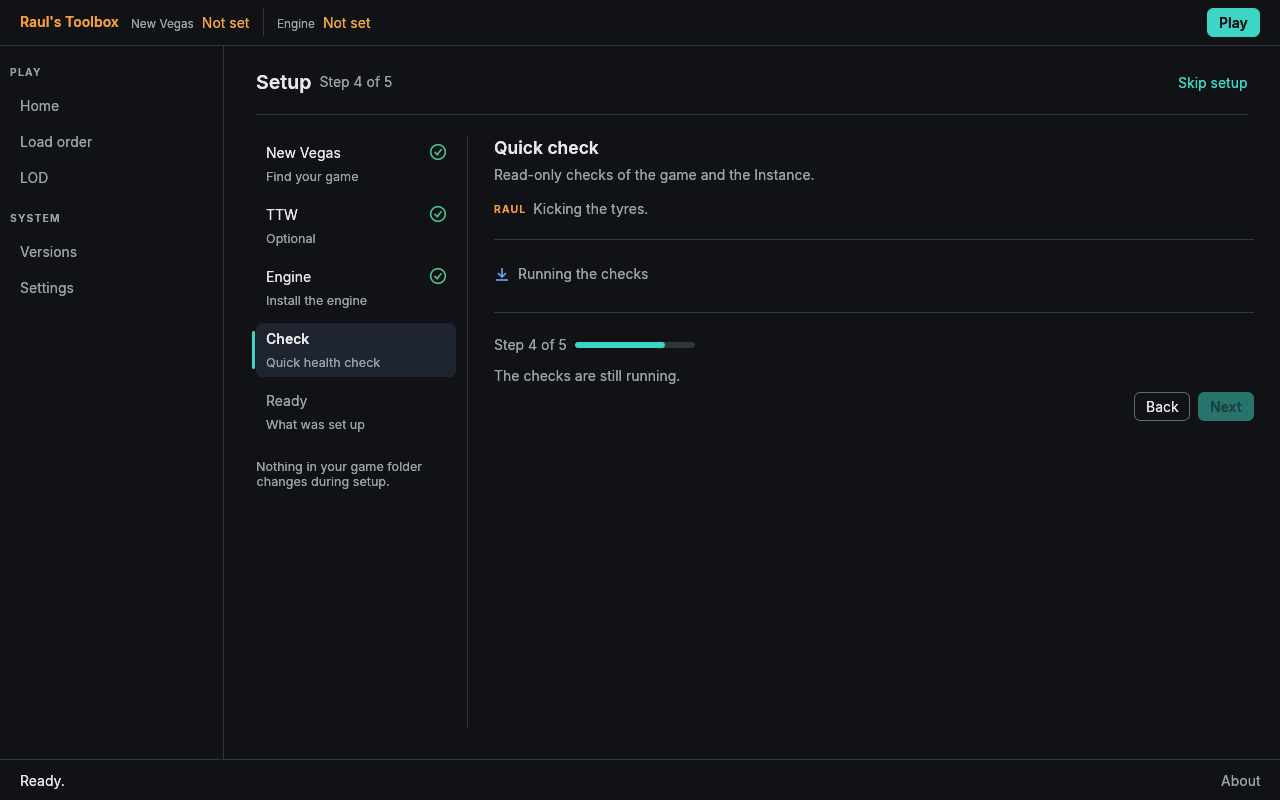 Raul's Toolbox New Vegas Not set Engine Not set Play
PLAY
Home
Load order
LOD
SYSTEM
Versions
Settings
Setup Step 4 of 5 Skip setup
New Vegas
Find your game
TTW
Optional
Engine
Install the engine
Check
Quick health check
Ready
What was set up
Nothing in your game folder
changes during setup.
Quick check
Read-only checks of the game and the Instance.
RAUL Kicking the tyres.
Running the checks
Step 4 of 5
The checks are still running.
Back Next
Ready. About